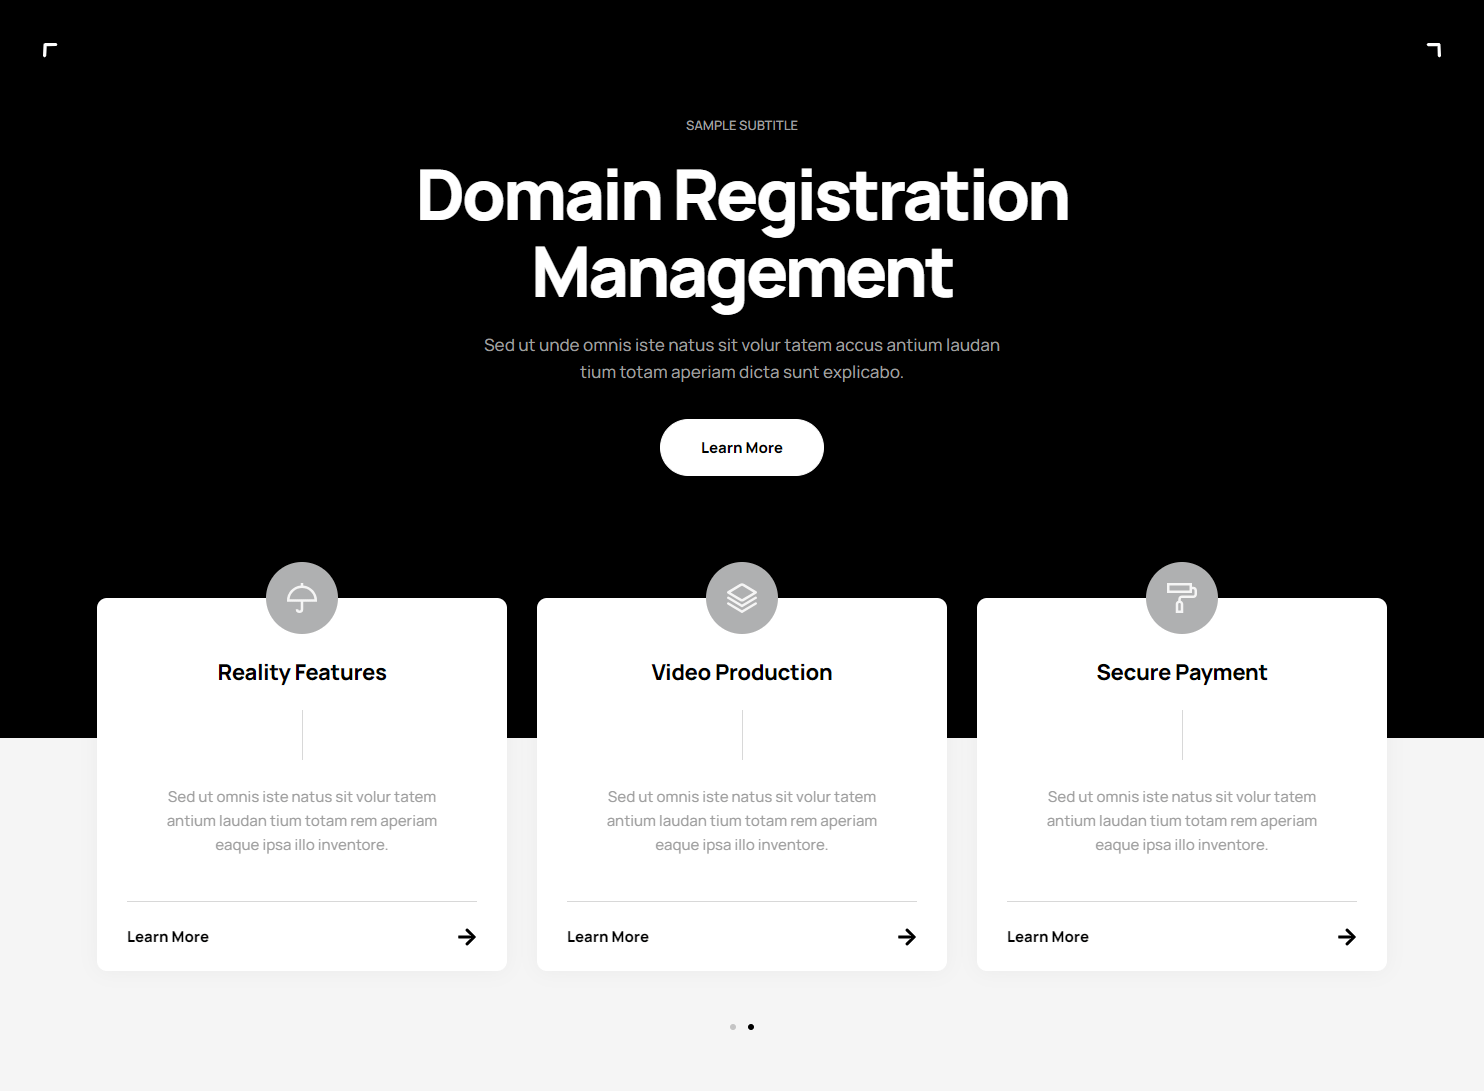 SAMPLE SUBTITLE
Domain Registration
Management
Sed ut unde omnis iste natus sit volur tatem accus antium laudan
tium totam aperiam dicta sunt explicabo.
Learn More
Reality Features
Sed ut omnis iste natus sit volur tatem
antium laudan tium totam rem aperiam
eaque ipsa illo inventore.
Learn More
Video Production
Sed ut omnis iste natus sit volur tatem
antium laudan tium totam rem aperiam
eaque ipsa illo inventore.
Learn More
Secure Payment
Sed ut omnis iste natus sit volur tatem
antium laudan tium totam rem aperiam
eaque ipsa illo inventore.
Learn More